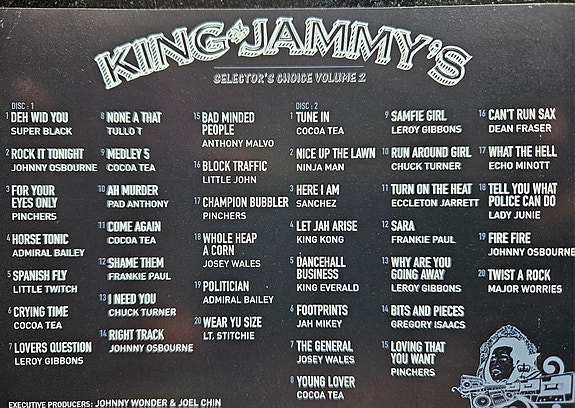 KING JAMMY'S
SELECTOR'S CHOICE VOLUME 2
DISC : 1
1 DEH WID YOU
SUPER BLACK
2 ROCK IT TONIGHT
JOHNNY OSBOURNE
3 FOR YOUR
EYES ONLY
PINCHERS
4 HORSE TONIC
ADMIRAL BAILEY
5 SPANISH FLY
LITTLE TWITCH
6 CRYING TIME
COCOA TEA
7 LOVERS QUESTION
LEROY GIBBONS
8 NONE A THAT
TULLO T
9 MEDLEY 5
COCOA TEA
10 AH MURDER
PAD ANTHONY
11 COME AGAIN
COCOA TEA
12 SHAME THEM
FRANKIE PAUL
13 I NEED YOU
CHUCK TURNER
14 RIGHT TRACK
JOHNNY OSBOURNE
15 BAD MINDED
PEOPLE
ANTHONY MALVO
16 BLOCK TRAFFIC
LITTLE JOHN
17 CHAMPION BUBBLER
PINCHERS
18 WHOLE HEAP
A CORN
JOSEY WALES
19 POLITICIAN
ADMIRAL BAILEY
20 WEAR YU SIZE
LT. STITCHIE
DISC : 2
1 TUNE IN
COCOA TEA
2 NICE UP THE LAWN
NINJA MAN
3 HERE I AM
SANCHEZ
4 LET JAH ARISE
KING KONG
5 DANCEHALL
BUSINESS
KING EVERALD
6 FOOTPRINTS
JAH MIKEY
7 THE GENERAL
JOSEY WALES
8 YOUNG LOVER
COCOA TEA
9 SAMFIE GIRL
LEROY GIBBONS
10 RUN AROUND GIRL
CHUCK TURNER
11 TURN ON THE HEAT
ECCLETON JARRETT
12 SARA
FRANKIE PAUL
13 WHY ARE YOU
GOING AWAY
LEROY GIBBONS
14 BITS AND PIECES
GREGORY ISAACS
15 LOVING THAT
YOU WANT
PINCHERS
16 CAN'T RUN SAX
DEAN FRASER
17 WHAT THE HELL
ECHO MINOTT
18 TELL YOU WHAT
POLICE CAN DO
LADY JUNIE
19 FIRE FIRE
JOHNNY OSBOURNE
20 TWIST A ROCK
MAJOR WORRIES
EXECUTIVE PRODUCERS: JOHNNY WONDER & JOEL CHIN